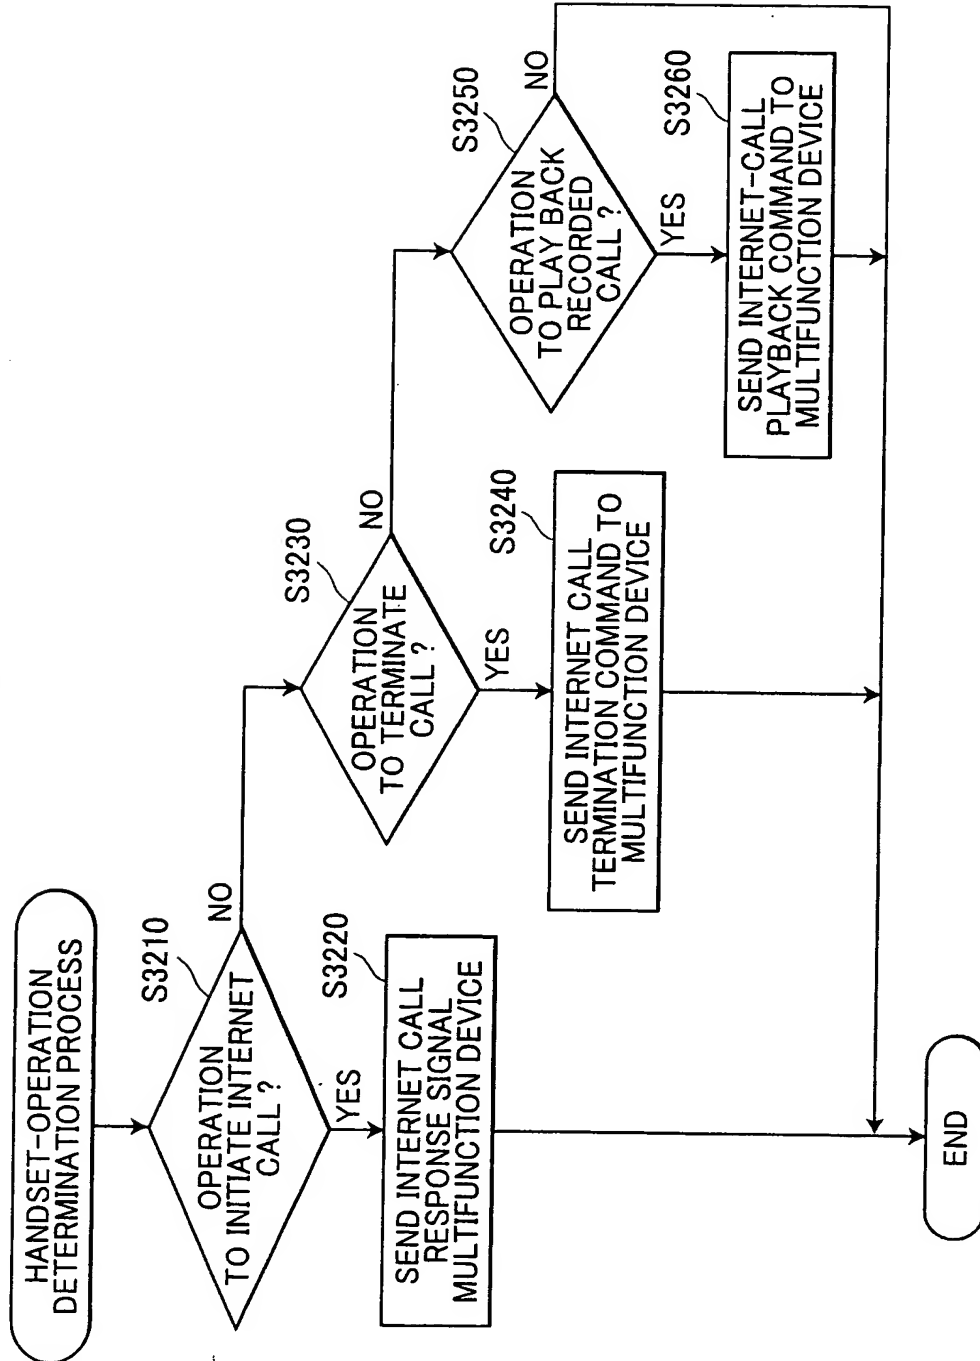 HANDSET-OPERATION
DETERMINATION PROCESS
S3210
OPERATION
TO INITIATE INTERNET
CALL ?
NO
YES
S3220
SEND INTERNET CALL
RESPONSE SIGNAL
MULTIFUNCTION DEVICE
S3230
OPERATION
TO TERMINATE
CALL ?
NO
YES
S3240
SEND INTERNET CALL
TERMINATION COMMAND TO
MULTIFUNCTION DEVICE
S3250
OPERATION
TO PLAY BACK
RECORDED
CALL ?
NO
YES
S3260
SEND INTERNET-CALL
PLAYBACK COMMAND TO
MULTIFUNCTION DEVICE
END